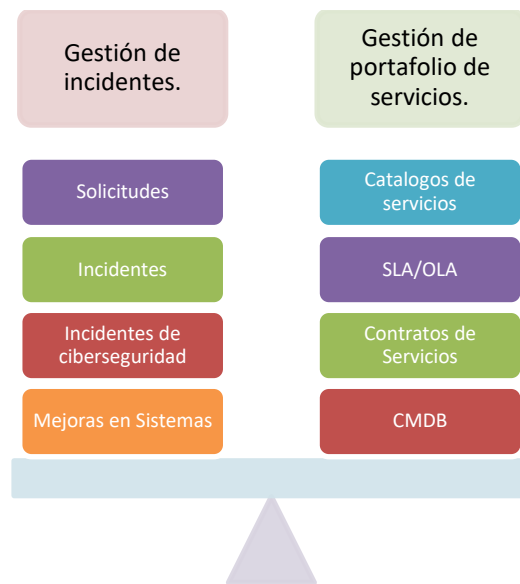 Gestión de
incidentes.
Gestión de
portafolio de
servicios.
Solicitudes
Incidentes
Incidentes de
ciberseguridad
Mejoras en Sistemas
Catalogos de
servicios
SLA/OLA
Contratos de
Servicios
CMDB